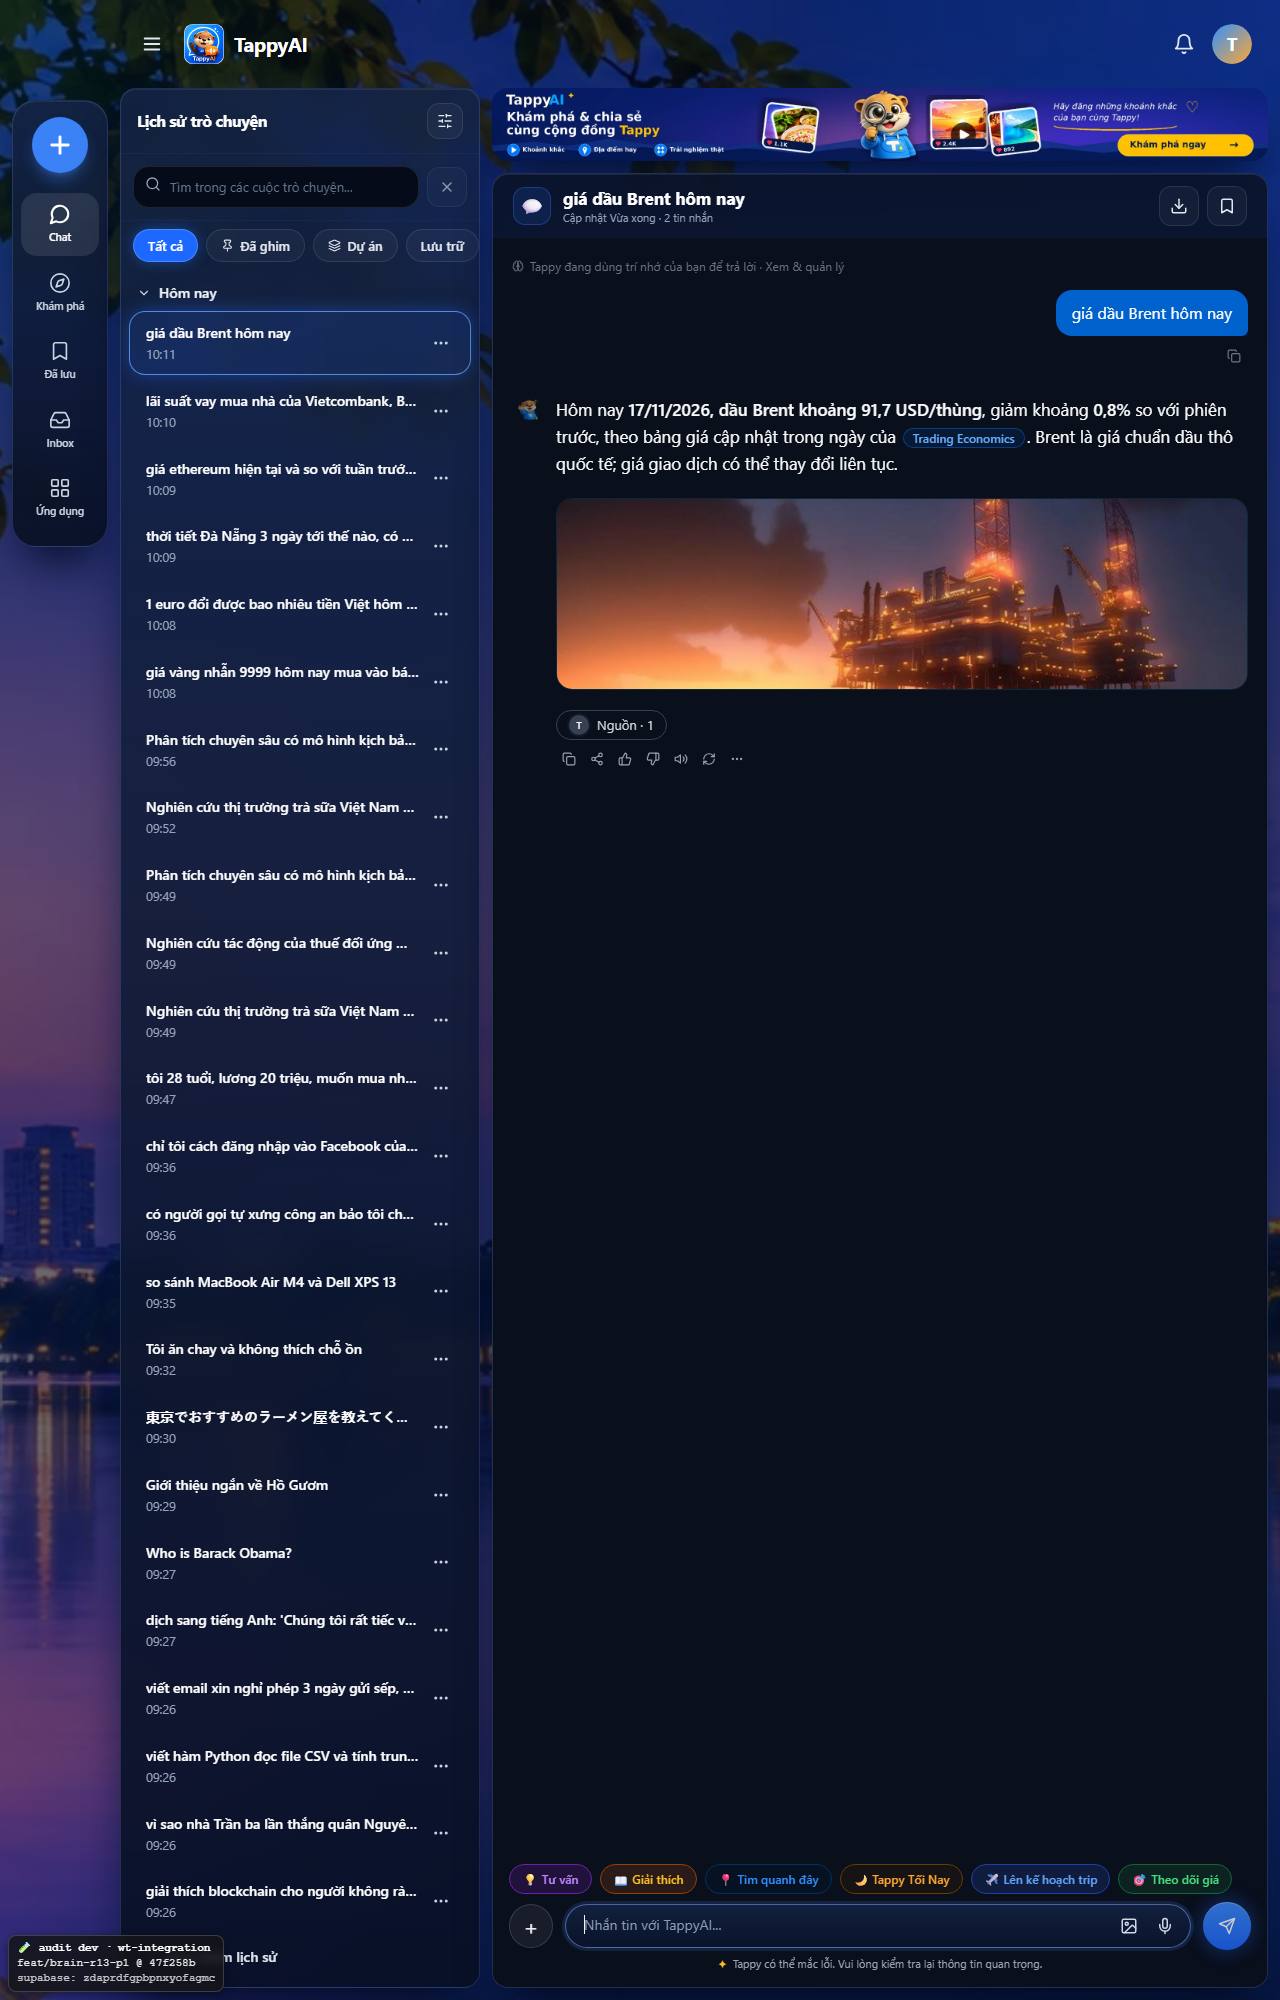 TappyAI
T
Chat
Khám phá
Đã lưu
Inbox
Ứng dụng
Lịch sử trò chuyện
Tìm trong các cuộc trò chuyện...
Tất cả
Đã ghim
Dự án
Lưu trữ
Hôm nay
giá dầu Brent hôm nay
10:11
lãi suất vay mua nhà của Vietcombank, B...
10:10
giá ethereum hiện tại và so với tuần trướ...
10:09
thời tiết Đà Nẵng 3 ngày tới thế nào, có ...
10:09
1 euro đổi được bao nhiêu tiền Việt hôm ...
10:08
giá vàng nhẫn 9999 hôm nay mua vào bá...
10:08
Phân tích chuyên sâu có mô hình kịch bả...
09:56
Nghiên cứu thị trường trà sữa Việt Nam ...
09:52
Phân tích chuyên sâu có mô hình kịch bả...
09:49
Nghiên cứu tác động của thuế đối ứng ...
09:49
Nghiên cứu thị trường trà sữa Việt Nam ...
09:49
tôi 28 tuổi, lương 20 triệu, muốn mua nh...
09:47
chỉ tôi cách đăng nhập vào Facebook của...
09:36
có người gọi tự xưng công an bảo tôi ch...
09:36
so sánh MacBook Air M4 và Dell XPS 13
09:35
Tôi ăn chay và không thích chỗ ồn
09:32
東京でおすすめのラーメン屋を教えてく...
09:30
Giới thiệu ngắn về Hồ Gươm
09:29
Who is Barack Obama?
09:27
dịch sang tiếng Anh: 'Chúng tôi rất tiếc v...
09:27
viết email xin nghỉ phép 3 ngày gửi sếp, ...
09:26
viết hàm Python đọc file CSV và tính trun...
09:26
vì sao nhà Trần ba lần thắng quân Nguyê...
09:26
giải thích blockchain cho người không rà...
09:26
m lịch sử
audit dev · wt-integration
feat/brain-r13-p1 @ 47f258b
supabase: zdaprdfgpbpnxyofagmc
TappyAI
Khám phá & chia sẻ
cùng cộng đồng Tappy
Khoảnh khắc
Địa điểm hay
Trải nghiệm thật
1.1K
2.4K
892
Hãy đăng những khoảnh khắc
của bạn cùng Tappy!
Khám phá ngay →
giá dầu Brent hôm nay
Cập nhật Vừa xong · 2 tin nhắn
Tappy đang dùng trí nhớ của bạn để trả lời · Xem & quản lý
giá dầu Brent hôm nay
Hôm nay 17/11/2026, dầu Brent khoảng 91,7 USD/thùng, giảm khoảng 0,8% so với phiên
trước, theo bảng giá cập nhật trong ngày của Trading Economics. Brent là giá chuẩn dầu thô
quốc tế; giá giao dịch có thể thay đổi liên tục.
T Nguồn · 1
Tư vấn
Giải thích
Tìm quanh đây
Tappy Tối Nay
Lên kế hoạch trip
Theo dõi giá
Nhắn tin với TappyAI...
Tappy có thể mắc lỗi. Vui lòng kiểm tra lại thông tin quan trọng.